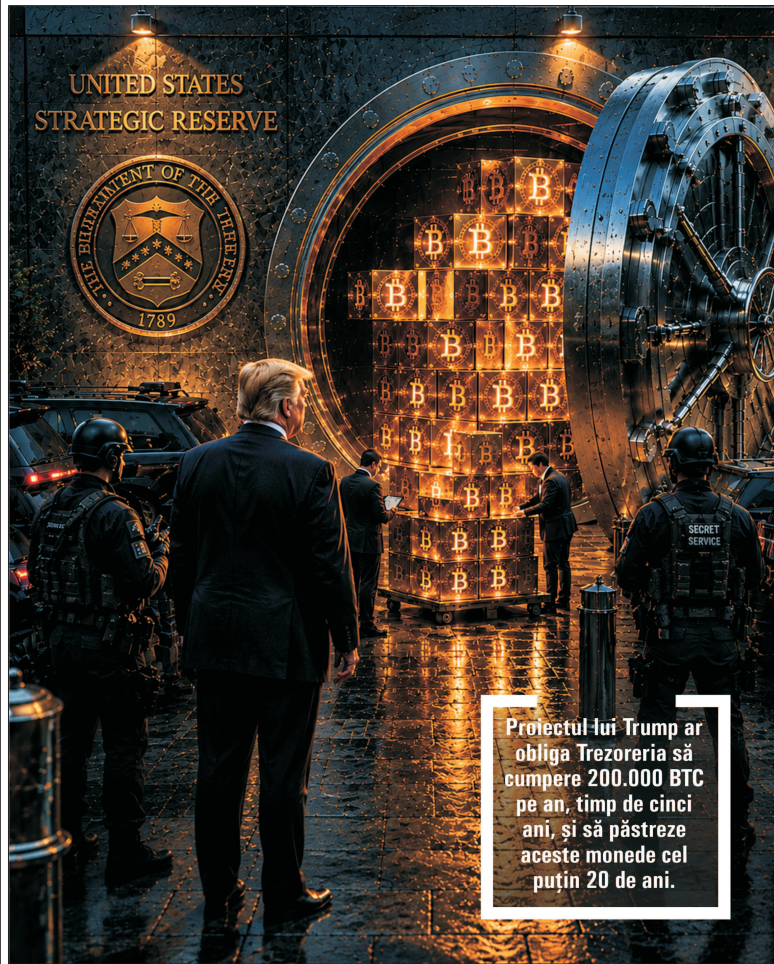 UNITED STATES
STRATEGIC RESERVE
1789
SECRET
SERVICE
Proiectul lui Trump ar
obliga Trezoreria să
cumpere 200.000 BTC
pe an, timp de cinci
ani, și să păstreze
aceste monede cel
puțin 20 de ani.